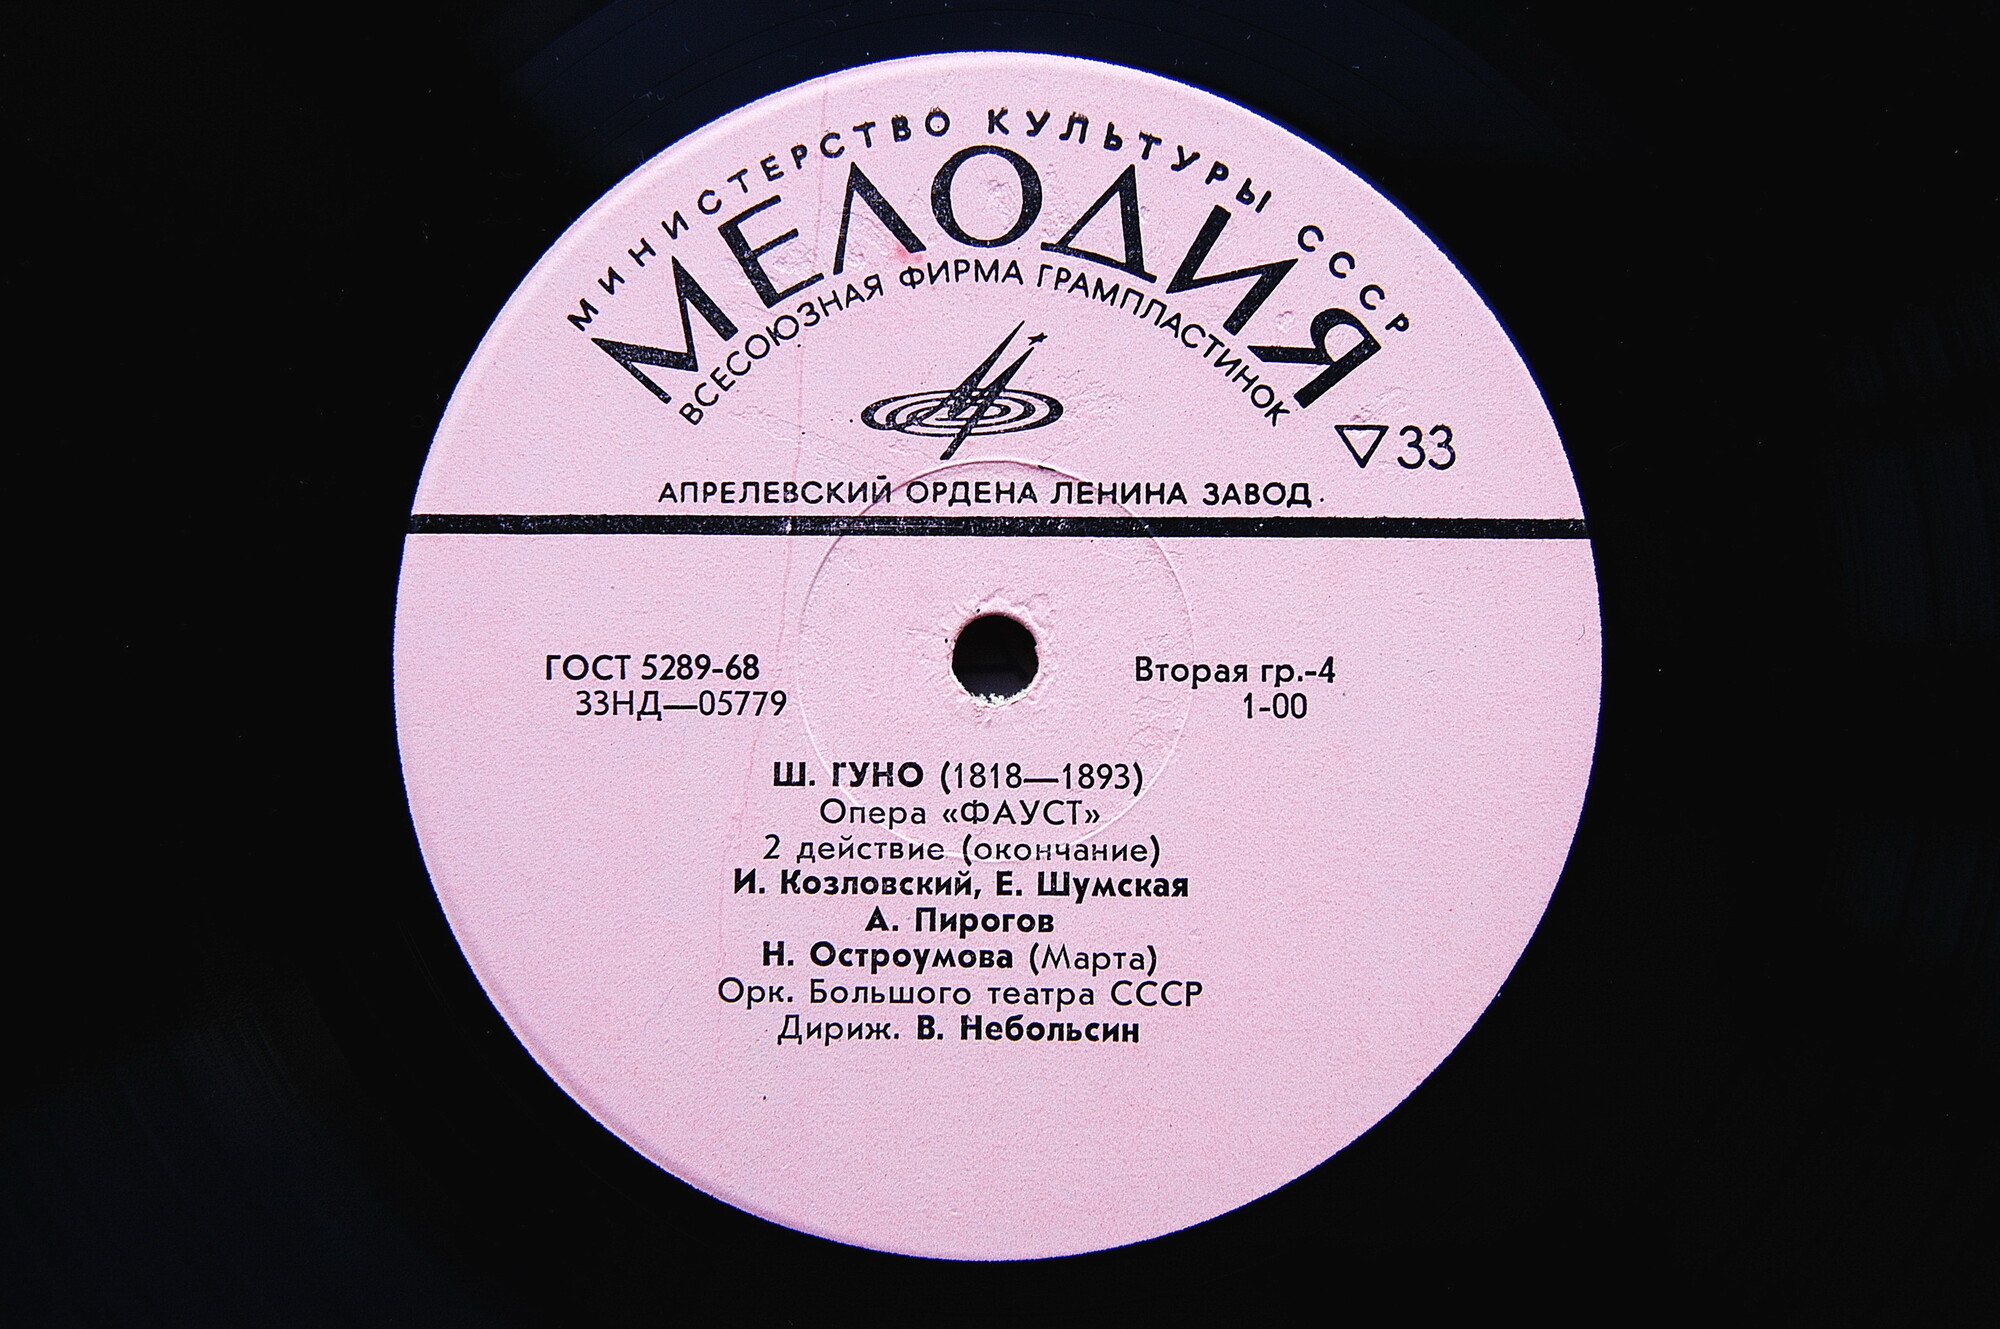 МИНИСТЕРСТВО КУЛЬТУРЫ СССР
МЕЛОДИЯ
ВСЕСОЮЗНАЯ ФИРМА ГРАМПЛАСТИНОК
▽33
АПРЕЛЕВСКИЙ ОРДЕНА ЛЕНИНА ЗАВОД
ГОСТ 5289-68
33НД—05779
Вторая гр.-4
1-00
Ш. ГУНО (1818—1893)
Опера «ФАУСТ»
2 действие (окончание)
И. Козловский, Е. Шумская
А. Пирогов
Н. Остроумова (Марта)
Орк. Большого театра СССР
Дириж. В. Небольсин